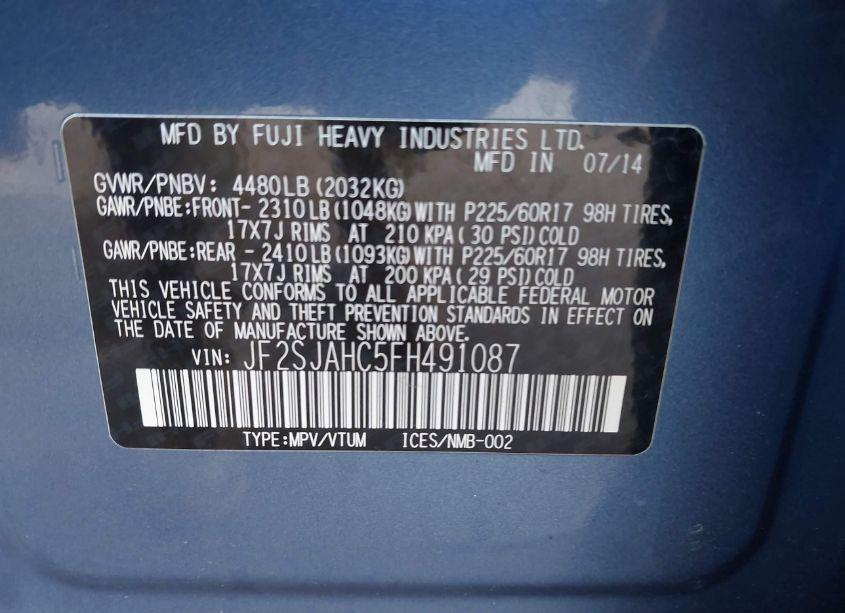 MFD BY FUJI HEAVY INDUSTRIES LTD.
MFD IN 07/14
GVWR/PNBV: 4480LB (2032KG)
GAWR/PNBE:FRONT- 2310LB (1048KG) WITH P225/60R17 98H TIRES,
17X7J RIMS AT 210 KPA( 30 PSI) COLD
GAWR/PNBE:REAR - 2410LB (1093KG) WITH P225/60R17 98H TIRES,
17X7J RIMS AT 200 KPA ( 29 PSI) COLD
THIS VEHICLE CONFORMS TO ALL APPLICABLE FEDERAL MOTOR
VEHICLE SAFETY AND THEFT PREVENTION STANDARDS IN EFFECT ON
THE DATE OF MANUFACTURE SHOWN ABOVE.
VIN: JF2SJAHC5FH491087
TYPE:MPV/VTUM ICES/NMB-002